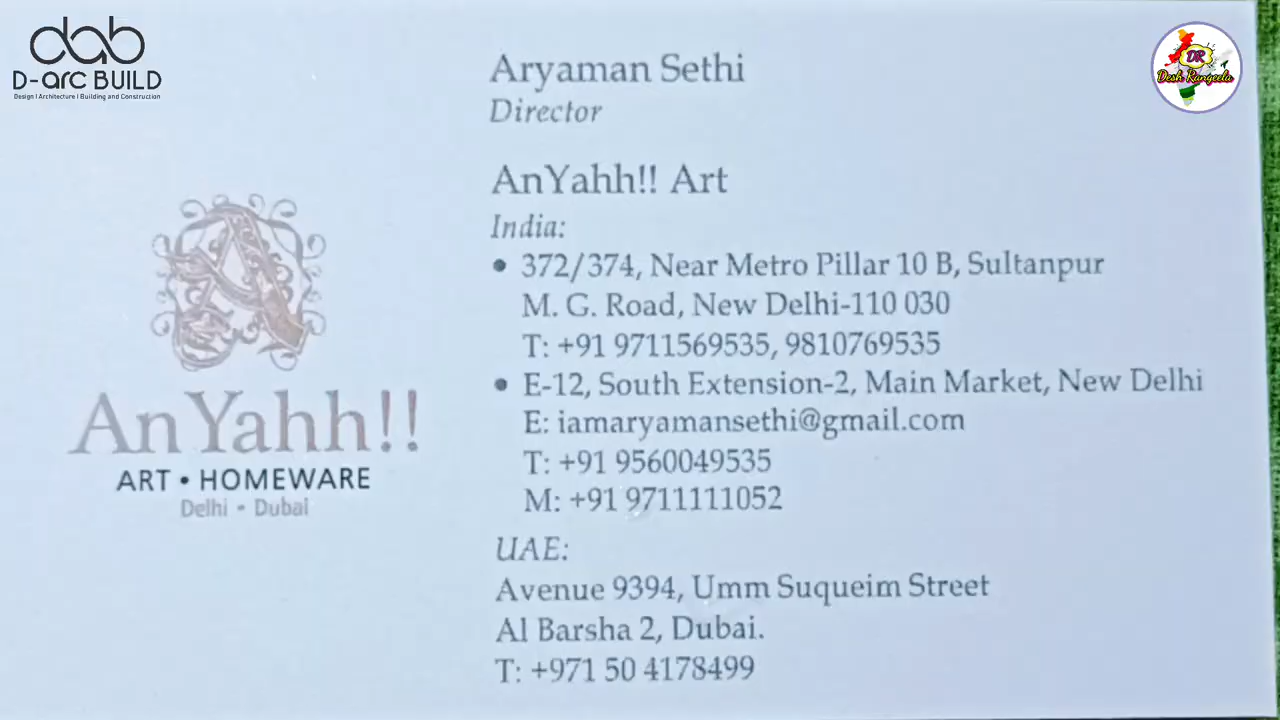 dab
D-arc BUILD
Design | Architecture | Building and Construction
DR
Desh Rangeela
Aryaman Sethi
Director
AnYahh!! Art
India:
• 372/374, Near Metro Pillar 10 B, Sultanpur
M. G. Road, New Delhi-110 030
T: +91 9711569535, 9810769535
• E-12, South Extension-2, Main Market, New Delhi
E: iamaryamansethi@gmail.com
T: +91 9560049535
M: +91 9711111052
UAE:
Avenue 9394, Umm Suqueim Street
Al Barsha 2, Dubai.
T: +971 50 4178499
A
AnYahh!!
ART • HOMEWARE
Delhi • Dubai